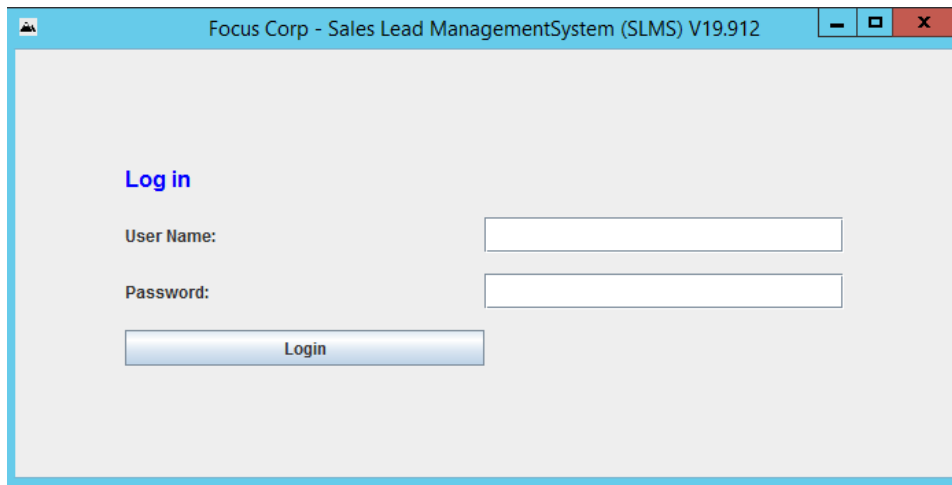 Focus Corp - Sales Lead ManagementSystem (SLMS) V19.912
Log in
User Name:
Password:
Login